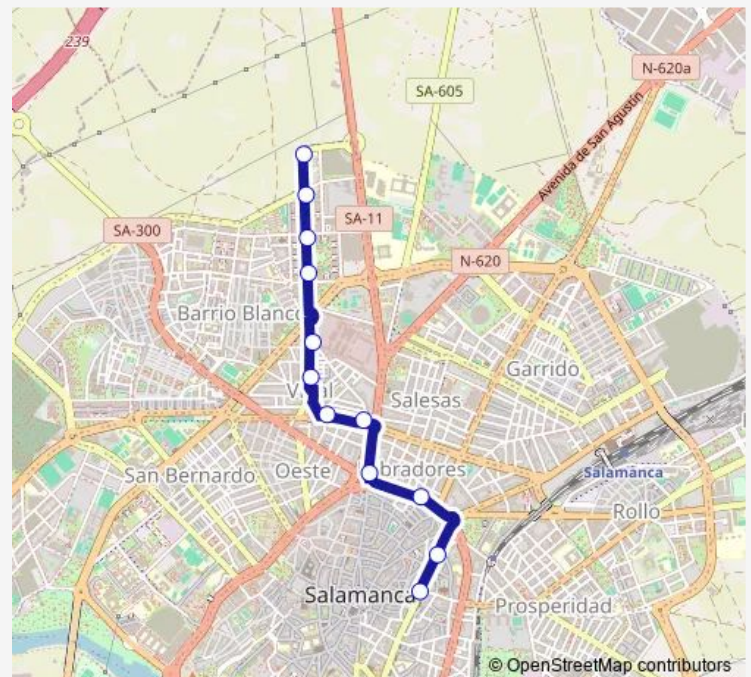 239
N-620a
SA-605
Avenida de San Agustín
SA-11
SA-300
N-620
Barrio Blanco
Garrido
Salesas
San Bernardo
Oeste
Salamanca
Rollo
Salamanca
Prosperidad
© OpenStreetMap contributors